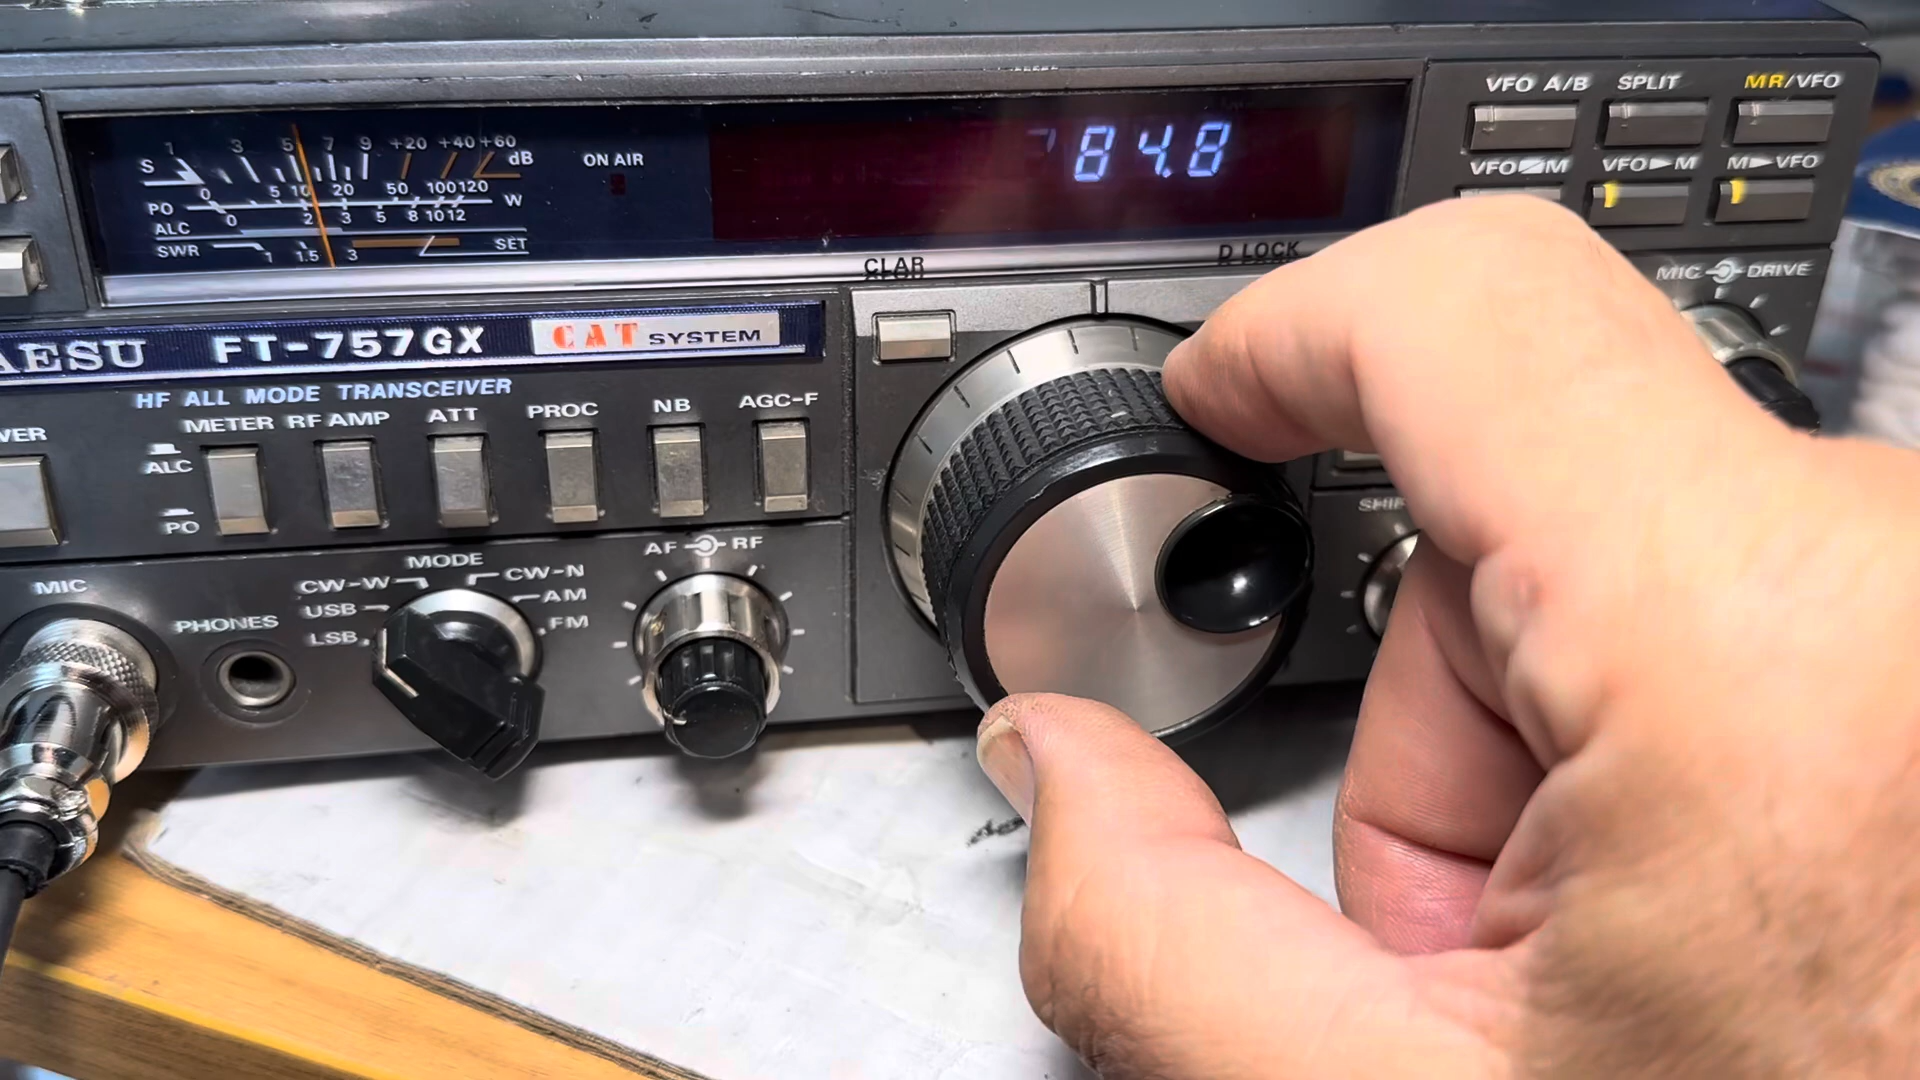 VFO A/B SPLIT MR/VFO
1 3 5 7 9 +20 +40 +60 dB
S
ON AIR
84.8
0 5 10 20 50 100 120 W
PO
0 2 3 5 8 10 12
ALC
SWR 1 1.5 3 SET
VFO M VFO►M M►VFO
CLAR D LOCK
MIC DRIVE
AESU FT-757GX CAT SYSTEM
HF ALL MODE TRANSCEIVER
METER RF AMP ATT PROC NB AGC-F
ALC
PO
MODE
AF RF
MIC
PHONES
CW-W CW-N
USB AM
LSB FM